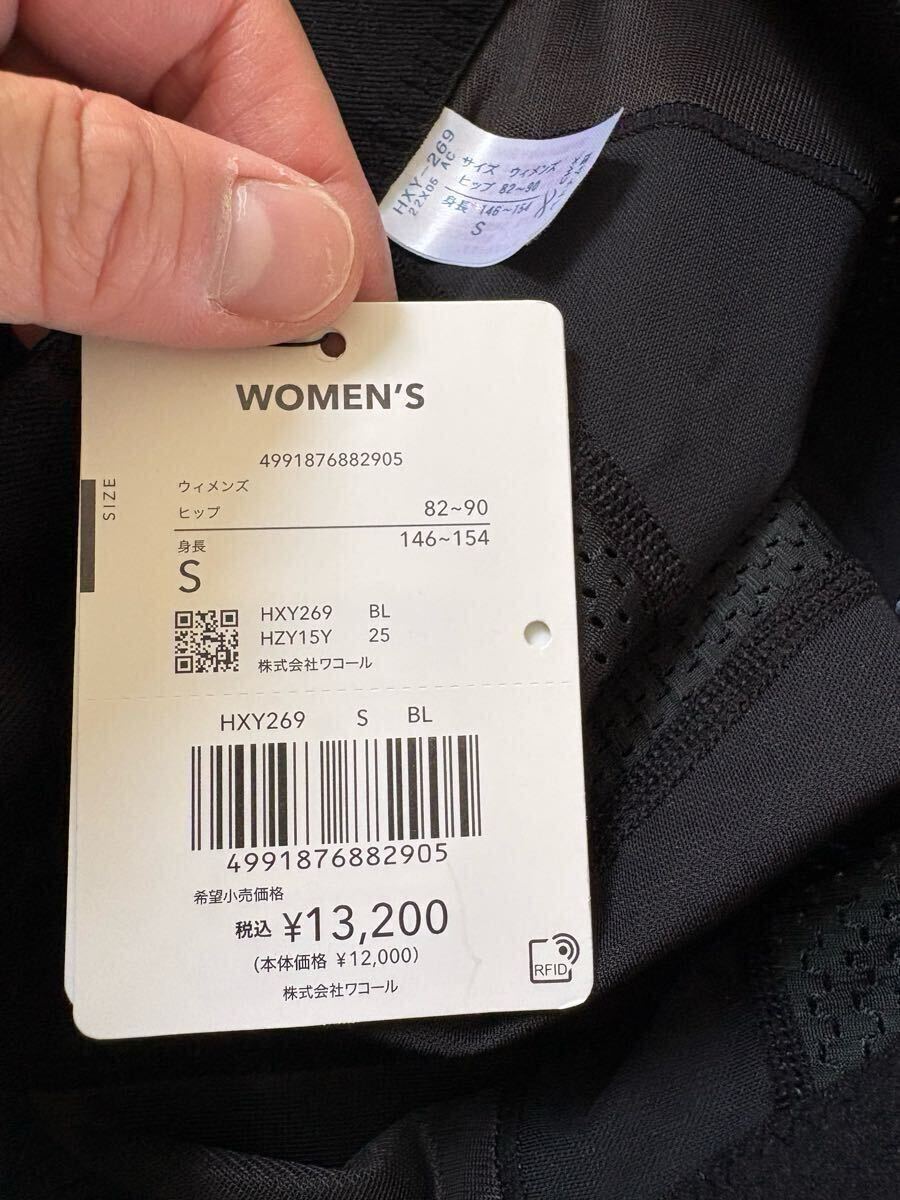 HXY-269
22X05 AC
サイズ ウィメンズ
ヒップ 82~90
身長 146~154
S
WOMEN'S
4991876882905
SIZE
ウィメンズ
ヒップ 82~90
身長 146~154
S
HXY269 BL
HZY15Y 25
株式会社ワコール
HXY269 S BL
4991876882905
希望小売価格
税込 ¥13,200
(本体価格 ¥12,000)
株式会社ワコール
RFID